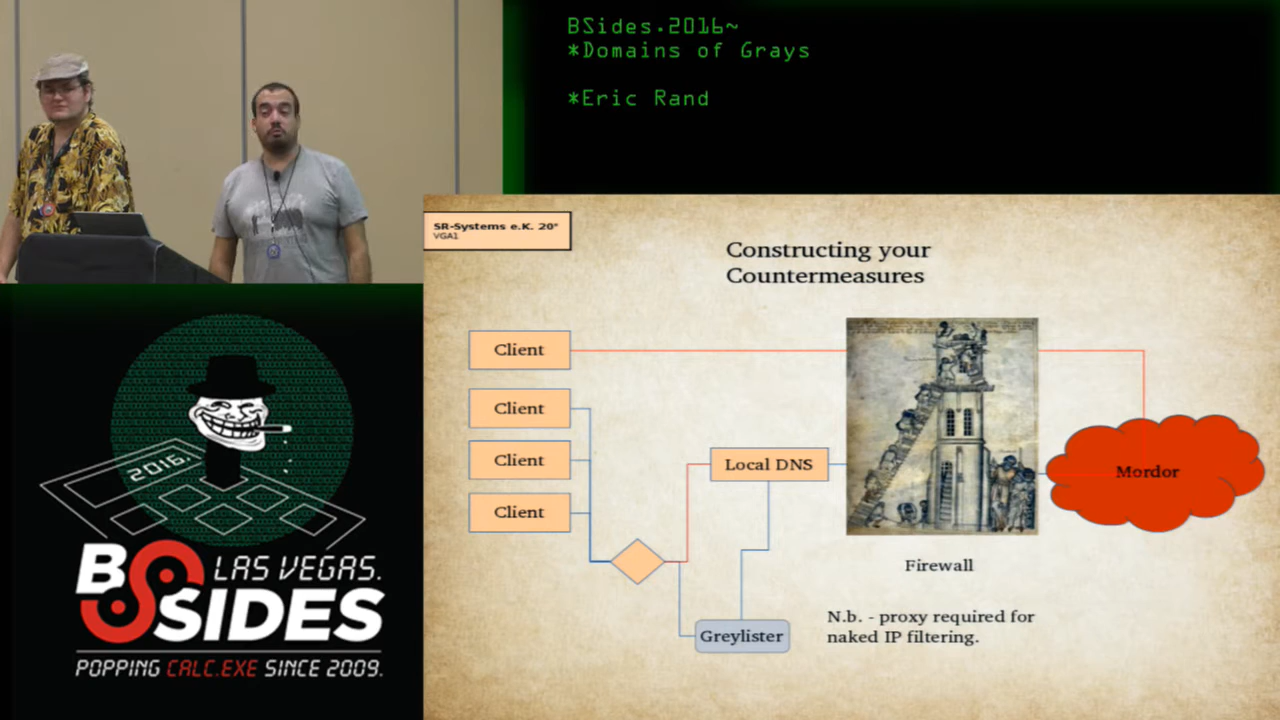 BSides.2016~
*Domains of Grays
*Eric Rand
SR-Systems e.K. 20"
VGA1
Constructing your
Countermeasures
Client
Client
Client
Client
Local DNS
Mordor
Greylister
Firewall
N.b. - proxy required for
naked IP filtering.
2016.
BSIDES
LAS VEGAS.
POPPING CALC.EXE SINCE 2009.